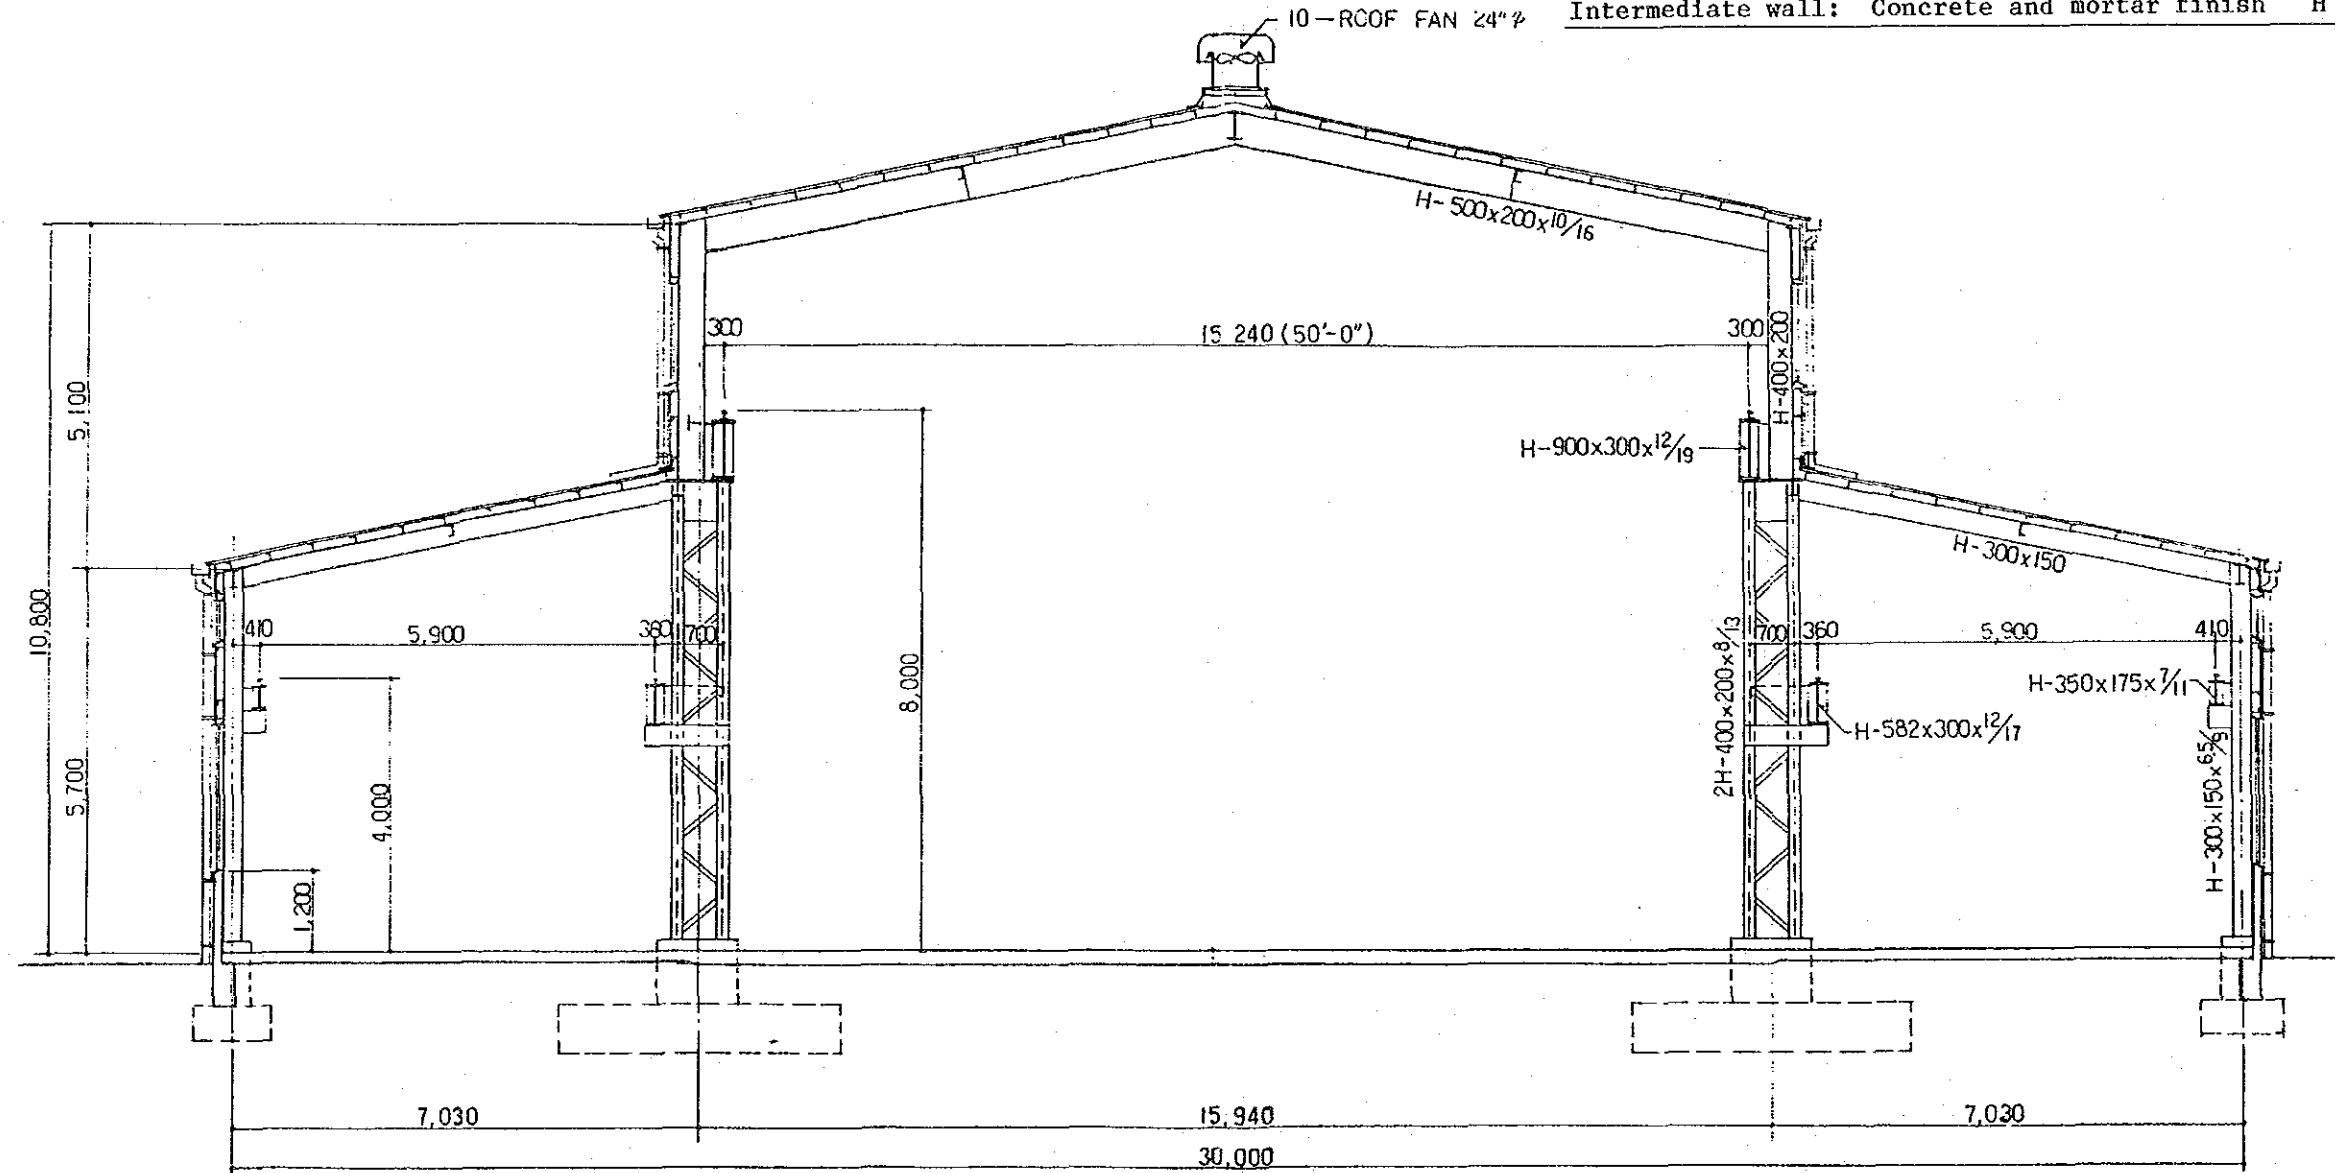 10-ROOF FAN 24"φ
Intermediate wall: Concrete and mortar finish H
H-500x200x10/16
300
15 240 (50'-0")
300
H-400x200
5,100
H-900x300x12/19
H-300x150
10,800
410
5,900
360
700
8,000
2H-400x200x8/13
700
360
5,900
410
H-350x175x7/11
H-582x300x12/17
5,700
4,000
H-300x150x6.5/9
1,200
7,030
15,940
7,030
30,000